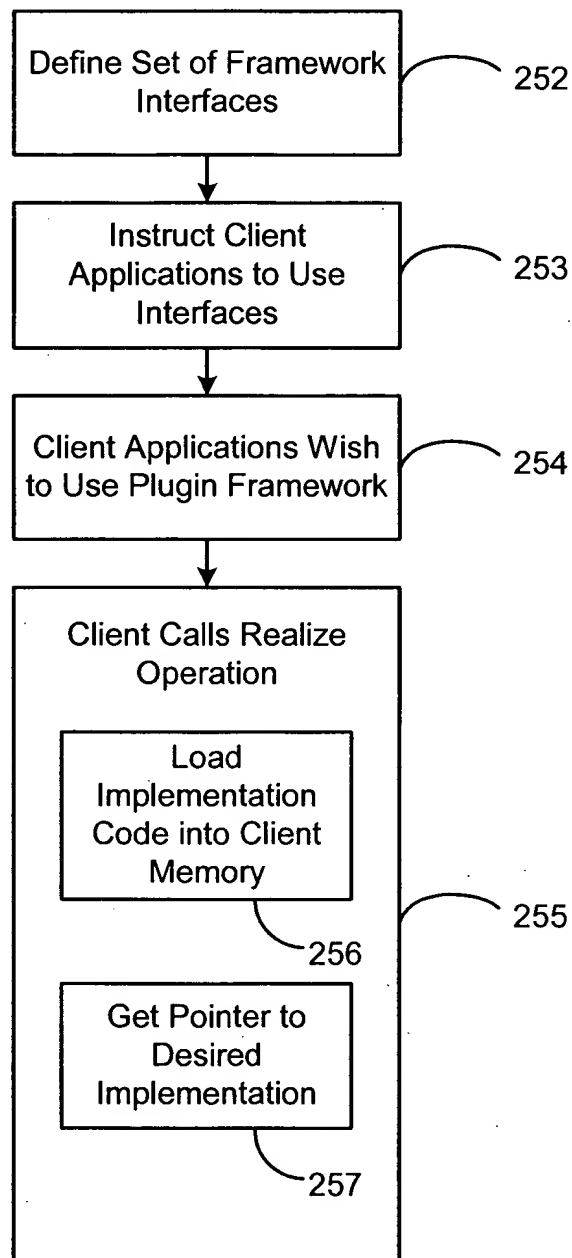 Define Set of Framework
Interfaces
252
Instruct Client
Applications to Use
Interfaces
253
Client Applications Wish
to Use Plugin Framework
254
Client Calls Realize
Operation
Load
Implementation
Code into Client
Memory
255
256
Get Pointer to
Desired
Implementation
257